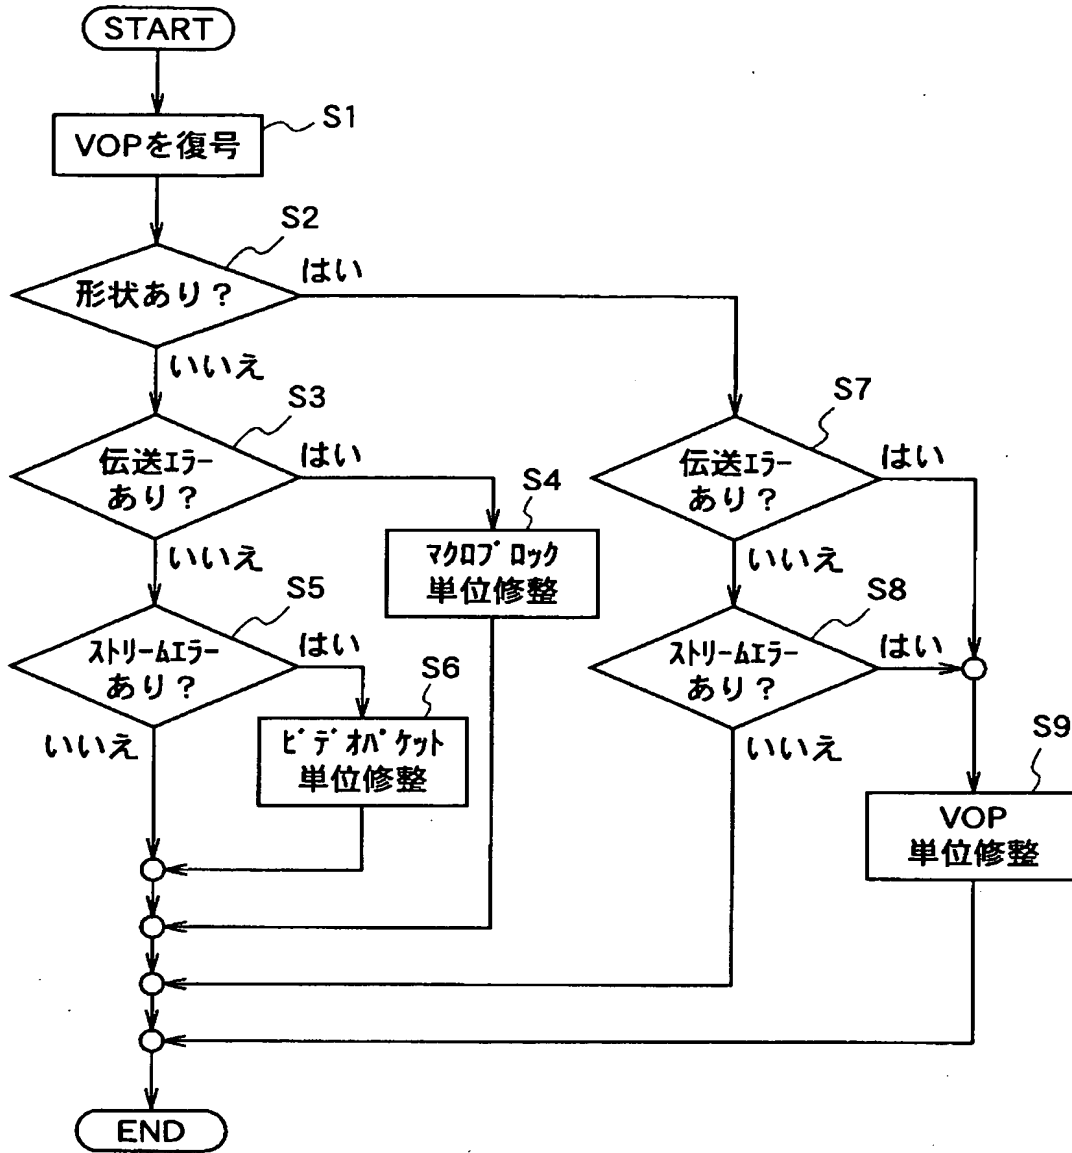 START
S1
VOPを復号
S2
形状あり？
はい
いいえ
S3
伝送ｴﾗｰ
あり？
はい
いいえ
S4
ﾏｸﾛﾌﾞﾛｯｸ
単位修整
S5
ｽﾄﾘｰﾑｴﾗｰ
あり？
はい
いいえ
S6
ﾋﾞﾃﾞｵﾊﾟｹｯﾄ
単位修整
S7
伝送ｴﾗｰ
あり？
はい
いいえ
S8
ｽﾄﾘｰﾑｴﾗｰ
あり？
はい
いいえ
S9
VOP
単位修整
END